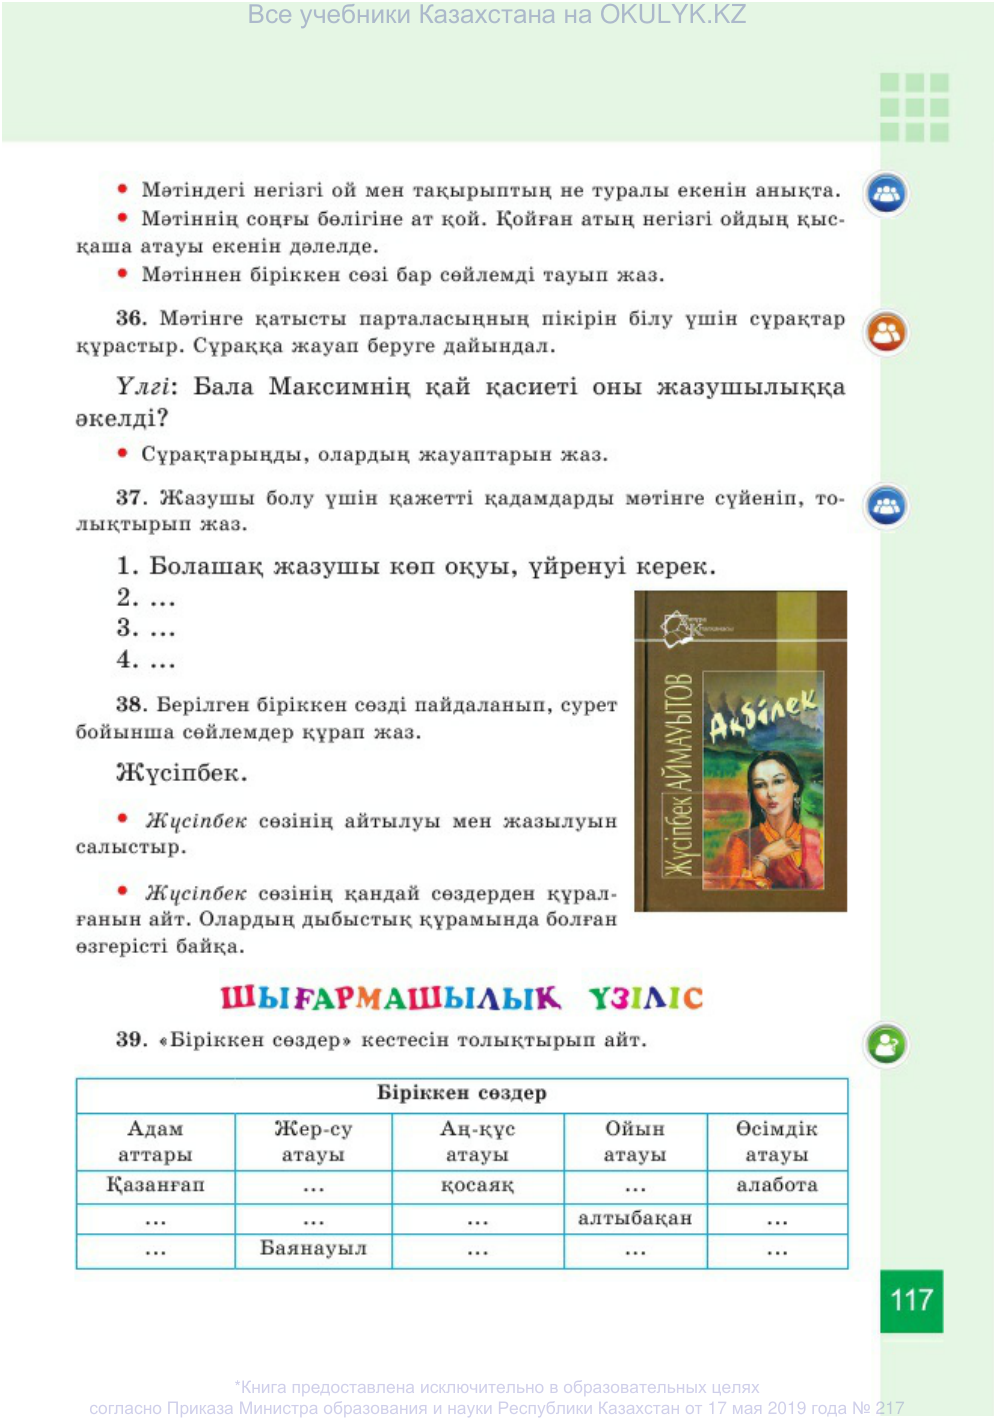 Все учебники Казахстана на OKULYK.KZ
• Мәтіндегі негізгі ой мен тақырыптың не туралы екенін анықта.
• Мәтіннің соңғы бөлігіне ат қой. Қойған атың негізгі ойдың қыс-
қаша атауы екенін дәлелде.
• Мәтіннен біріккен сөзі бар сөйлемді тауып жаз.
36. Мәтінге қатысты парталасыңның пікірін білу үшін сұрақтар
құрастыр. Сұраққа жауап беруге дайындал.
Үлгі: Бала Максимнің қай қасиеті оны жазушылыққа
әкелді?
• Сұрақтарыңды, олардың жауаптарын жаз.
37. Жазушы болу үшін қажетті қадамдарды мәтінге сүйеніп, то-
лықтырып жаз.
1. Болашақ жазушы көп оқуы, үйренуі керек.
2. ...
3. ...
4. ...
38. Берілген біріккен сөзді пайдаланып, сурет
бойынша сөйлемдер құрап жаз.
Жүсіпбек.
• Жүсіпбек сөзінің айтылуы мен жазылуын
салыстыр.
• Жүсіпбек сөзінің қандай сөздерден құрал-
ғанын айт. Олардың дыбыстық құрамында болған
өзгерісті байқа.
Жүсіпбек АЙМАУЫТОВ
Ақбілек
ШЫҒАРМАШЫЛЫҚ ҮЗІЛІС
39. «Біріккен сөздер» кестесін толықтырып айт.
Біріккен сөздер
Адам аттары Жер-су атауы Аң-құс атауы Ойын атауы Өсімдік атауы
Қазанғап ... қосаяқ ... алабота
... ... ... алтыбақан ...
... Баянауыл ... ... ...
117
*Книга предоставлена исключительно в образовательных целях
согласно Приказа Министра образования и науки Республики Казахстан от 17 мая 2019 года № 217